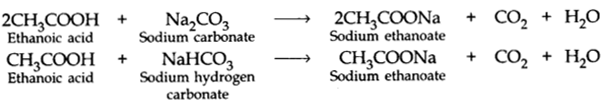 2CH₃COOH + Na₂CO₃ ⟶ 2CH₃COONa + CO₂ + H₂O
Ethanoic acid Sodium carbonate Sodium ethanoate
CH₃COOH + NaHCO₃ ⟶ CH₃COONa + CO₂ + H₂O
Ethanoic acid Sodium hydrogen Sodium ethanoate
carbonate